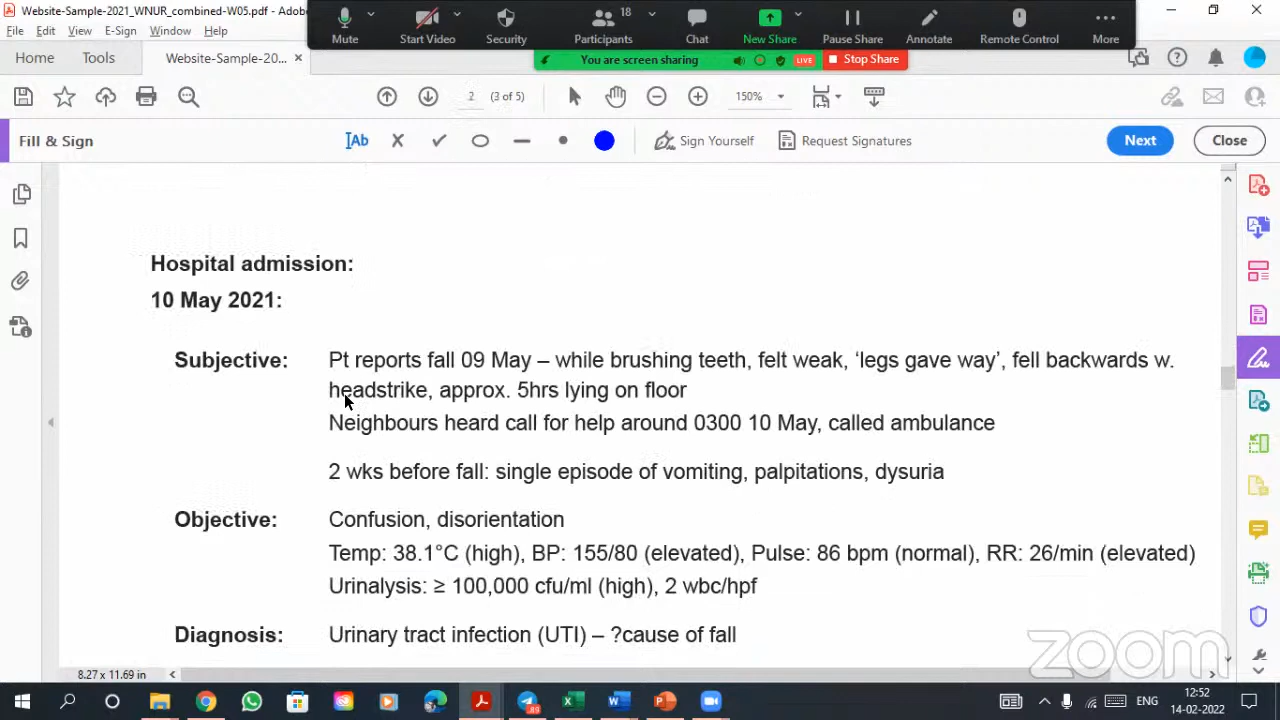 Website-Sample-2021_WNUR_combined-W05.pdf - Adob
Mute
Start Video
Security
18
Participants
Chat
New Share
Pause Share
Annotate
Remote Control
More
File Edit View E-Sign Window Help
You are screen sharing
LIVE
Stop Share
Home
Tools
Website-Sample-20...
2
(3 of 5)
150%
Fill & Sign
Ab
Sign Yourself
Request Signatures
Next
Close
Hospital admission:
10 May 2021:
Subjective: Pt reports fall 09 May – while brushing teeth, felt weak, ‘legs gave way’, fell backwards w.
headstrike, approx. 5hrs lying on floor
Neighbours heard call for help around 0300 10 May, called ambulance
2 wks before fall: single episode of vomiting, palpitations, dysuria
Objective: Confusion, disorientation
Temp: 38.1°C (high), BP: 155/80 (elevated), Pulse: 86 bpm (normal), RR: 26/min (elevated)
Urinalysis: ≥ 100,000 cfu/ml (high), 2 wbc/hpf
Diagnosis: Urinary tract infection (UTI) – ?cause of fall
zoom
8.27 x 11.69 in
ENG
12:52
14-02-2022